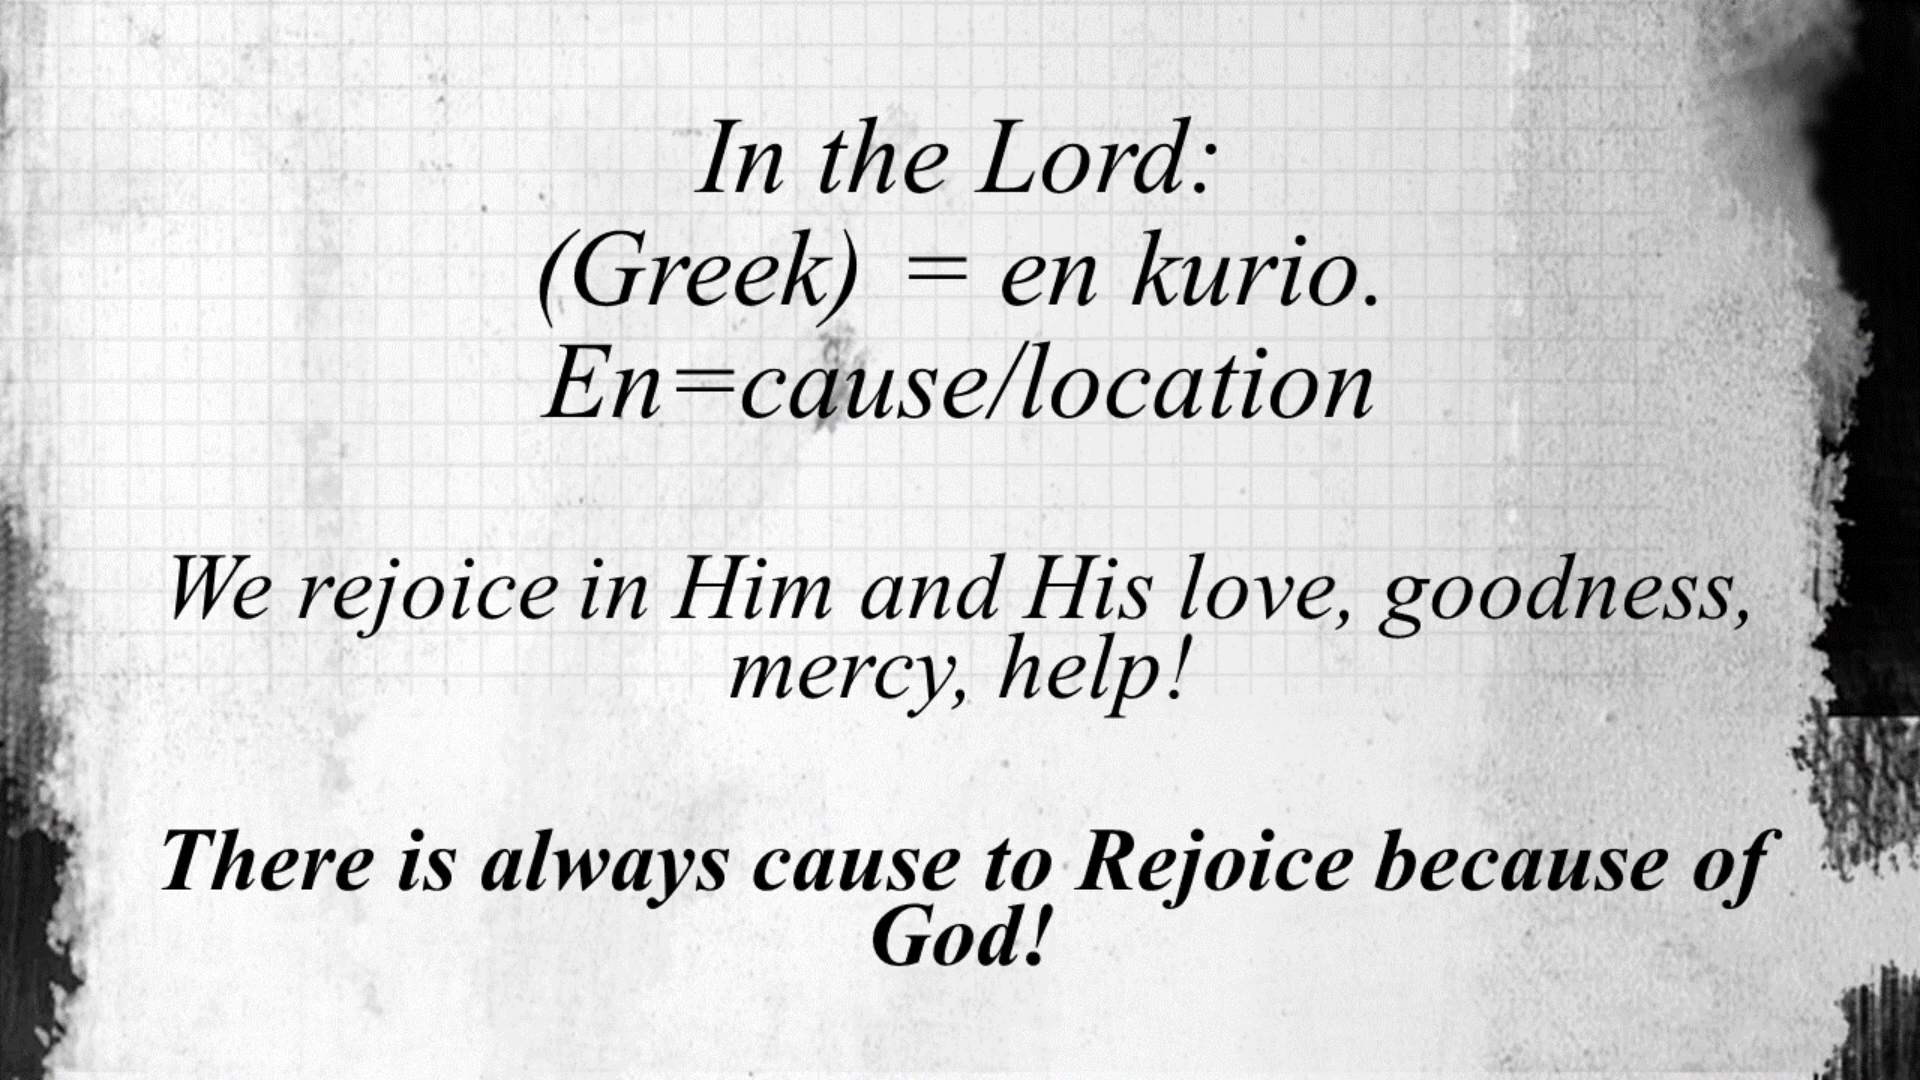 In the Lord:
(Greek) = en kurio.
En=cause/location
We rejoice in Him and His love, goodness,
mercy, help!
There is always cause to Rejoice because of
God!